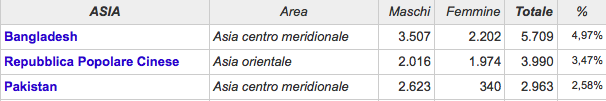 ASIA Area Maschi Femmine Totale %
Bangladesh Asia centro meridionale 3.507 2.202 5.709 4,97%
Repubblica Popolare Cinese Asia orientale 2.016 1.974 3.990 3,47%
Pakistan Asia centro meridionale 2.623 340 2.963 2,58%